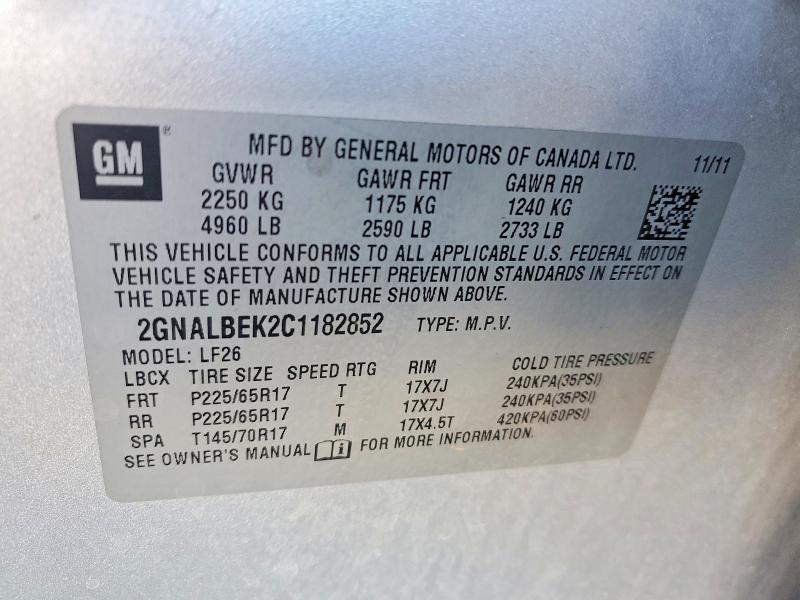 GM ®
MFD BY GENERAL MOTORS OF CANADA LTD. 11/11
GVWR GAWR FRT GAWR RR
2250 KG 1175 KG 1240 KG
4960 LB 2590 LB 2733 LB
THIS VEHICLE CONFORMS TO ALL APPLICABLE U.S. FEDERAL MOTOR
VEHICLE SAFETY AND THEFT PREVENTION STANDARDS IN EFFECT ON
THE DATE OF MANUFACTURE SHOWN ABOVE.
2GNALBEK2C1182852 TYPE: M.P.V.
MODEL: LF26
LBCX TIRE SIZE SPEED RTG RIM COLD TIRE PRESSURE
FRT P225/65R17 T 17X7J 240KPA(35PSI)
RR P225/65R17 T 17X7J 240KPA(35PSI)
SPA T145/70R17 M 17X4.5T 420KPA(60PSI)
SEE OWNER'S MANUAL i FOR MORE INFORMATION.